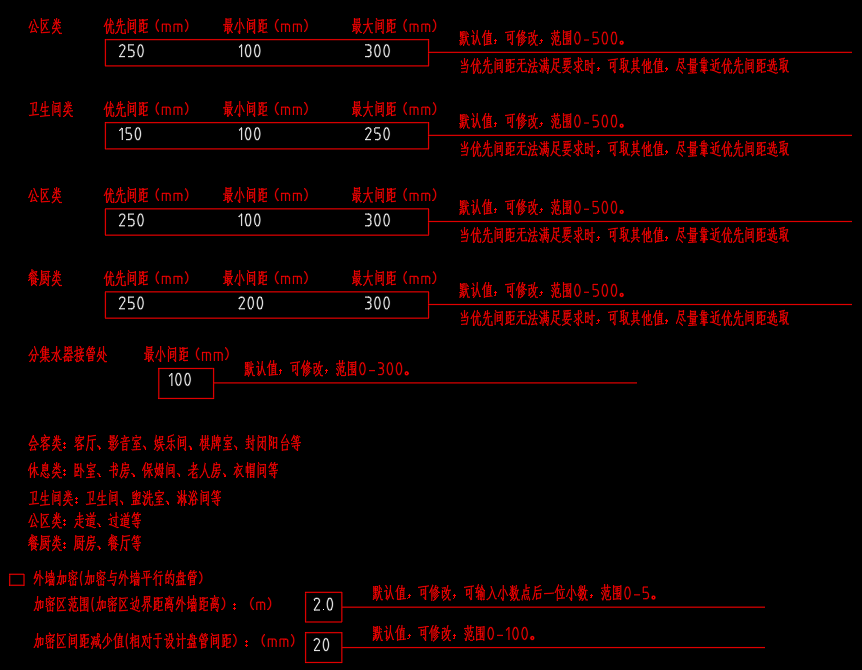 公区类 优先间距（mm） 最小间距（mm） 最大间距（mm）
默认值，可修改，范围0-500。
250 100 300
当优先间距无法满足要求时，可取其他值，尽量靠近优先间距选取
卫生间类 优先间距（mm） 最小间距（mm） 最大间距（mm）
默认值，可修改，范围0-500。
150 100 250
当优先间距无法满足要求时，可取其他值，尽量靠近优先间距选取
公区类 优先间距（mm） 最小间距（mm） 最大间距（mm）
默认值，可修改，范围0-500。
250 100 300
当优先间距无法满足要求时，可取其他值，尽量靠近优先间距选取
餐厨类 优先间距（mm） 最小间距（mm） 最大间距（mm）
默认值，可修改，范围0-500。
250 200 300
当优先间距无法满足要求时，可取其他值，尽量靠近优先间距选取
分集水器接管处 最小间距（mm）
默认值，可修改，范围0-300。
100
会客类：客厅、影音室、娱乐间、棋牌室、封闭阳台等
休息类：卧室、书房、保姆间、老人房、衣帽间等
卫生间类：卫生间、盥洗室、淋浴间等
公区类：走道、过道等
餐厨类：厨房、餐厅等
外墙加密(加密与外墙平行的盘管)
加密区范围(加密区边界距离外墙距离）：（m） 2.0 默认值，可修改，可输入小数点后一位小数，范围0-5。
加密区间距减少值(相对于设计盘管间距）：（mm） 20 默认值，可修改，范围0-100。